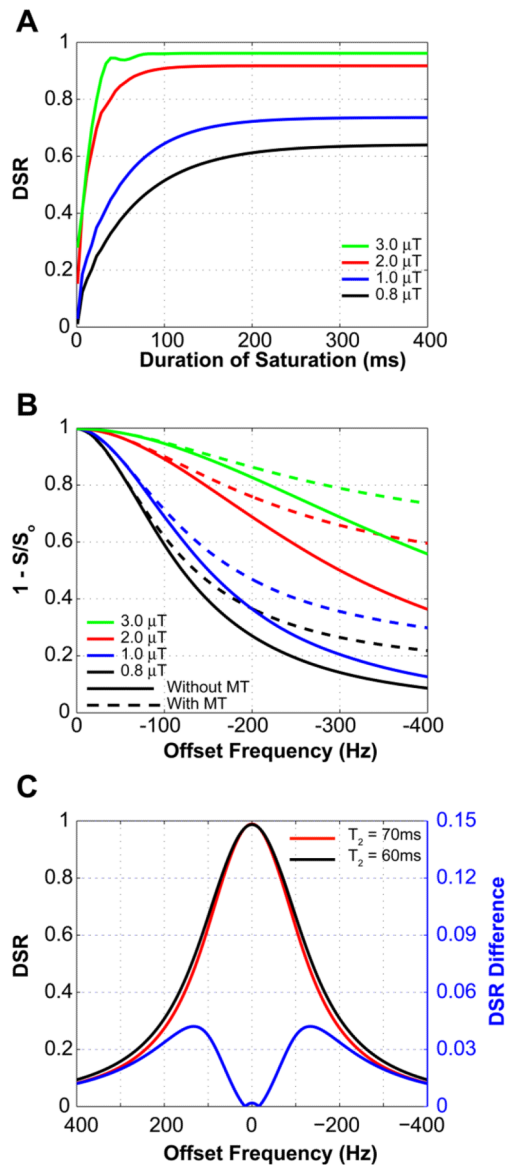 A
1
0.8
0.6
0.4
0.2
0
DSR
3.0 μT
2.0 μT
1.0 μT
0.8 μT
0 100 200 300 400
Duration of Saturation (ms)
B
1
0.8
0.6
0.4
0.2
0
1 - S/So
3.0 μT
2.0 μT
1.0 μT
0.8 μT
Without MT
With MT
0 -100 -200 -300 -400
Offset Frequency (Hz)
C
1
0.8
0.6
0.4
0.2
0
DSR
T2 = 70ms
T2 = 60ms
0.15
0.12
0.09
0.06
0.03
0
DSR Difference
400 200 0 −200 −400
Offset Frequency (Hz)